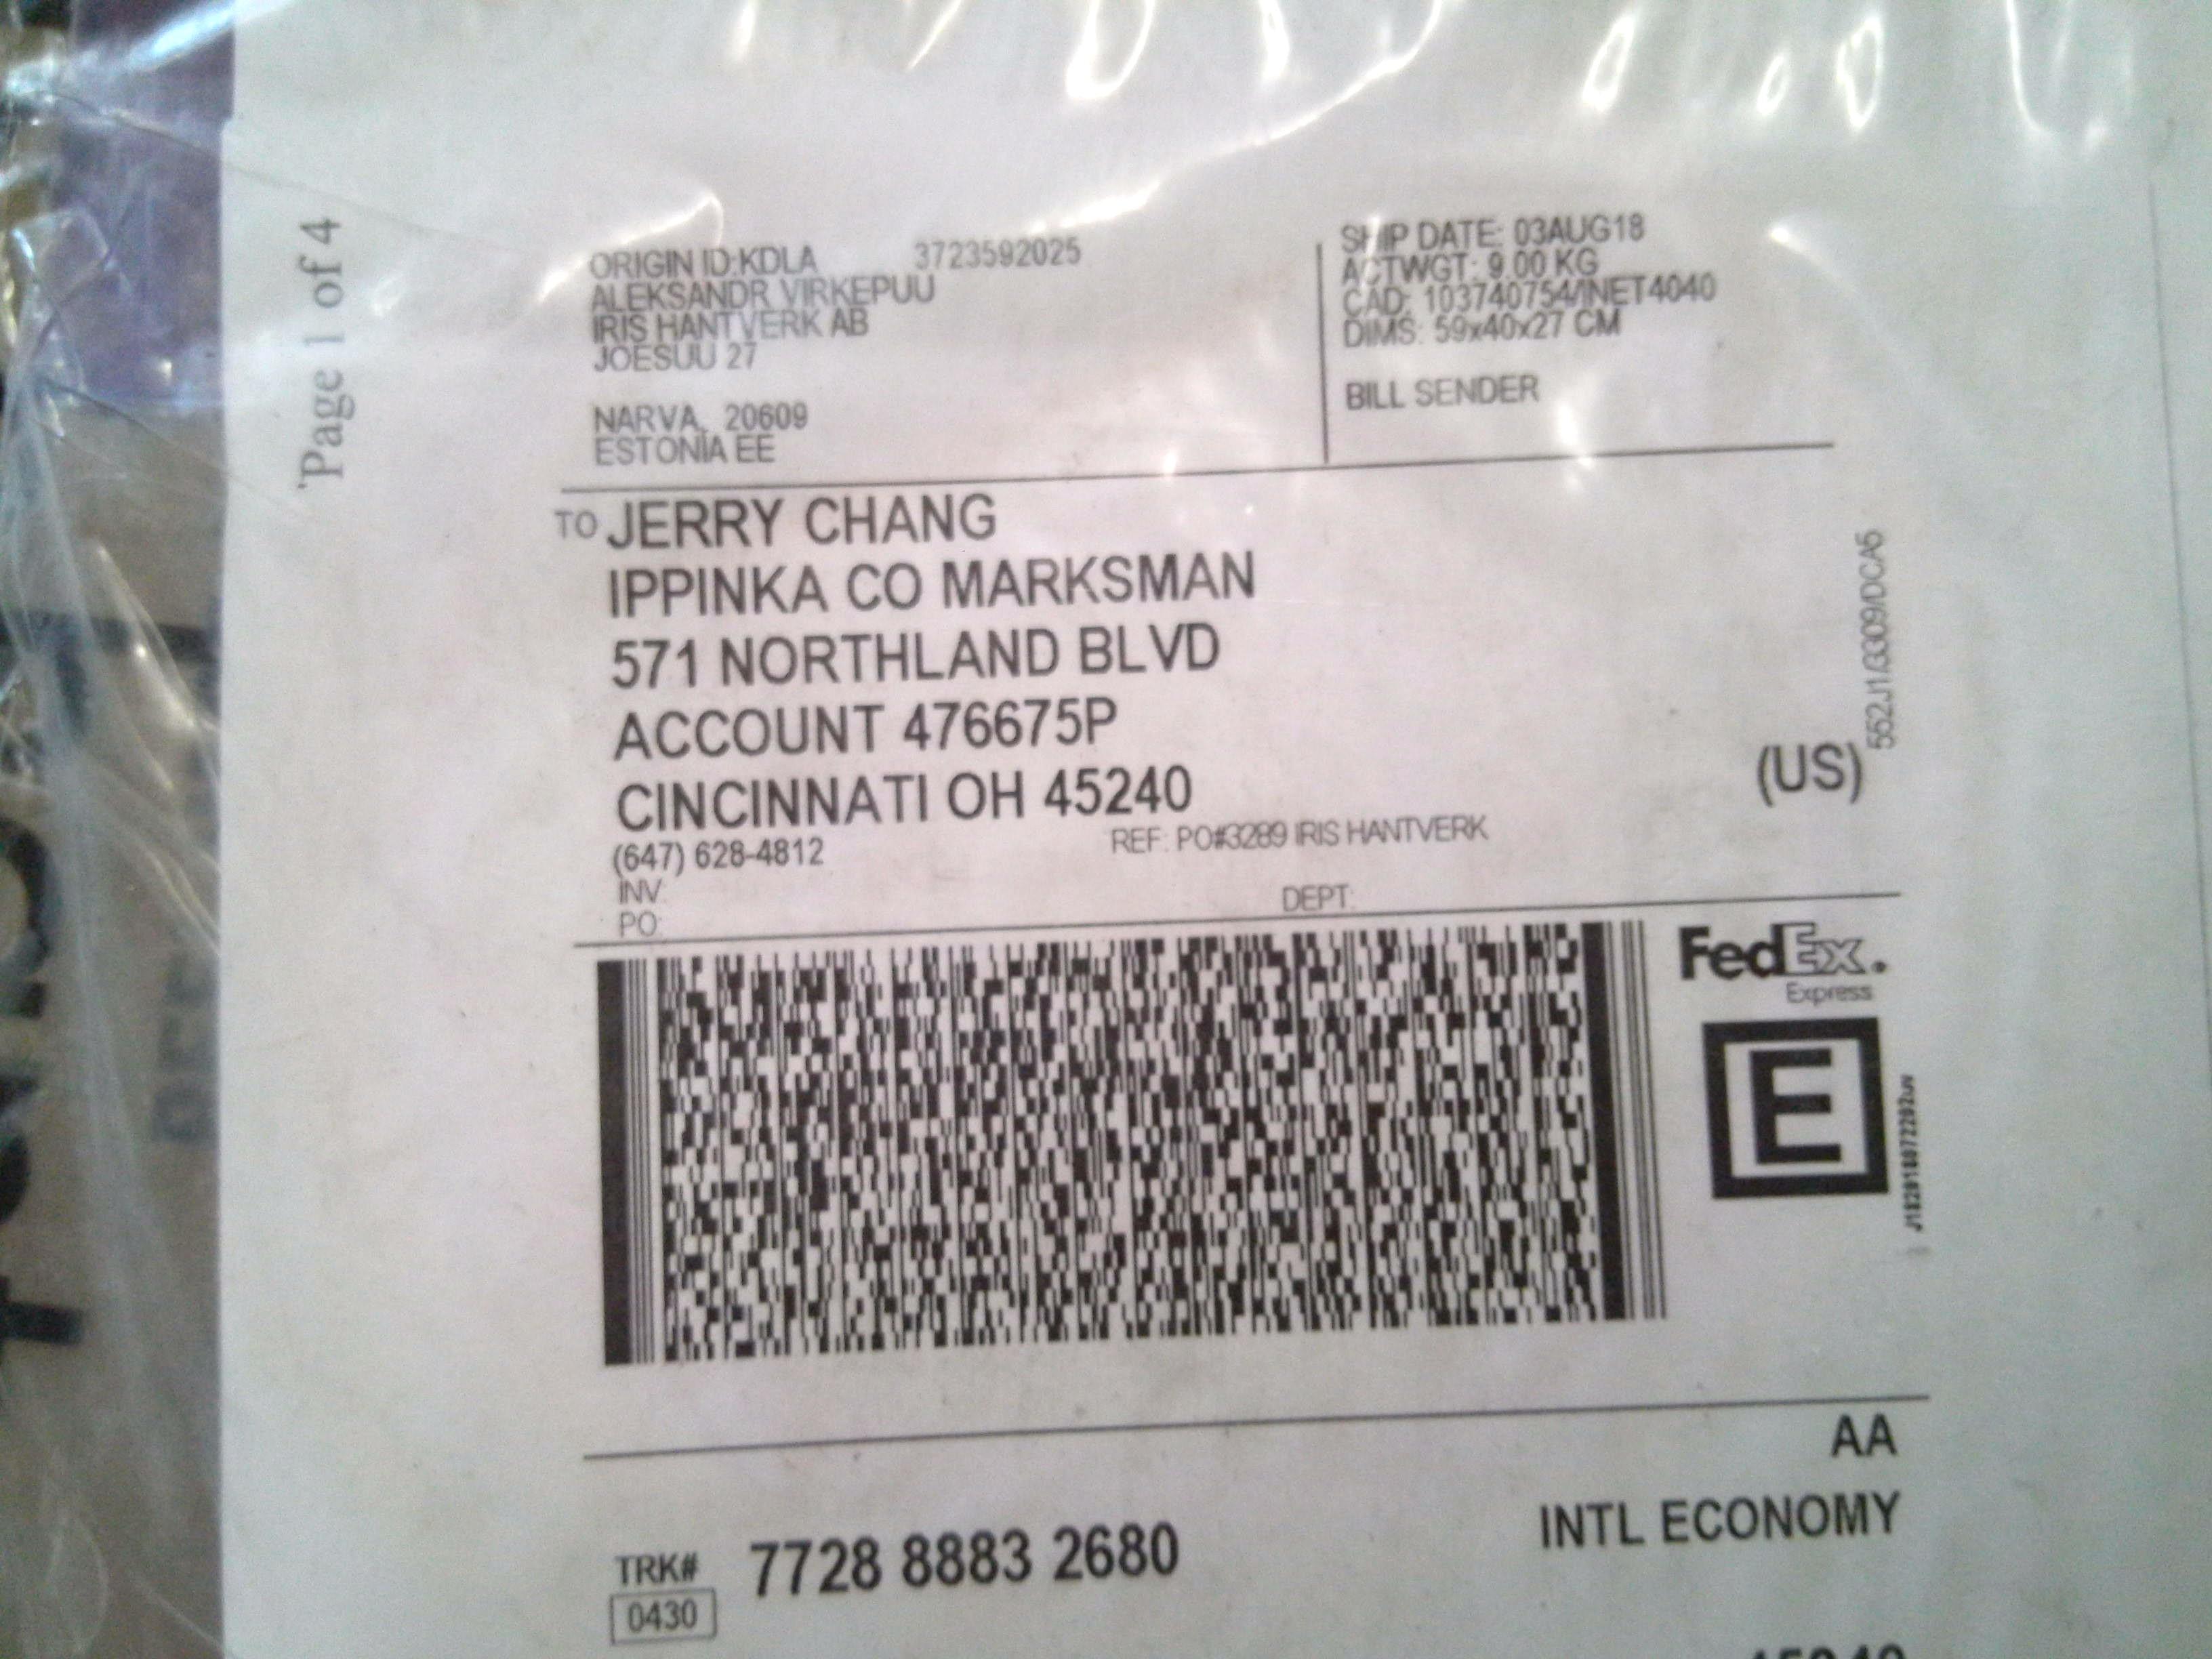 Page 1 of 4
ORIGIN ID:KDLA 3723592025
ALEKSANDR VIRKEPUU
IRIS HANTVERK AB
JOESUU 27
NARVA, 20609
ESTONIA EE
SHIP DATE: 03AUG18
ACTWGT: 9.00 KG
CAD: 103740754/INET4040
DIMS: 59x40x27 CM
BILL SENDER
TO JERRY CHANG
IPPINKA CO MARKSMAN
571 NORTHLAND BLVD
ACCOUNT 476675P
CINCINNATI OH 45240
(US)
552J1/3309/DCA5
(647) 628-4812
REF: PO#3289 IRIS HANTVERK
INV:
PO:
DEPT:
FedEx.
Express
E
AA
INTL ECONOMY
TRK# 7728 8883 2680
0430